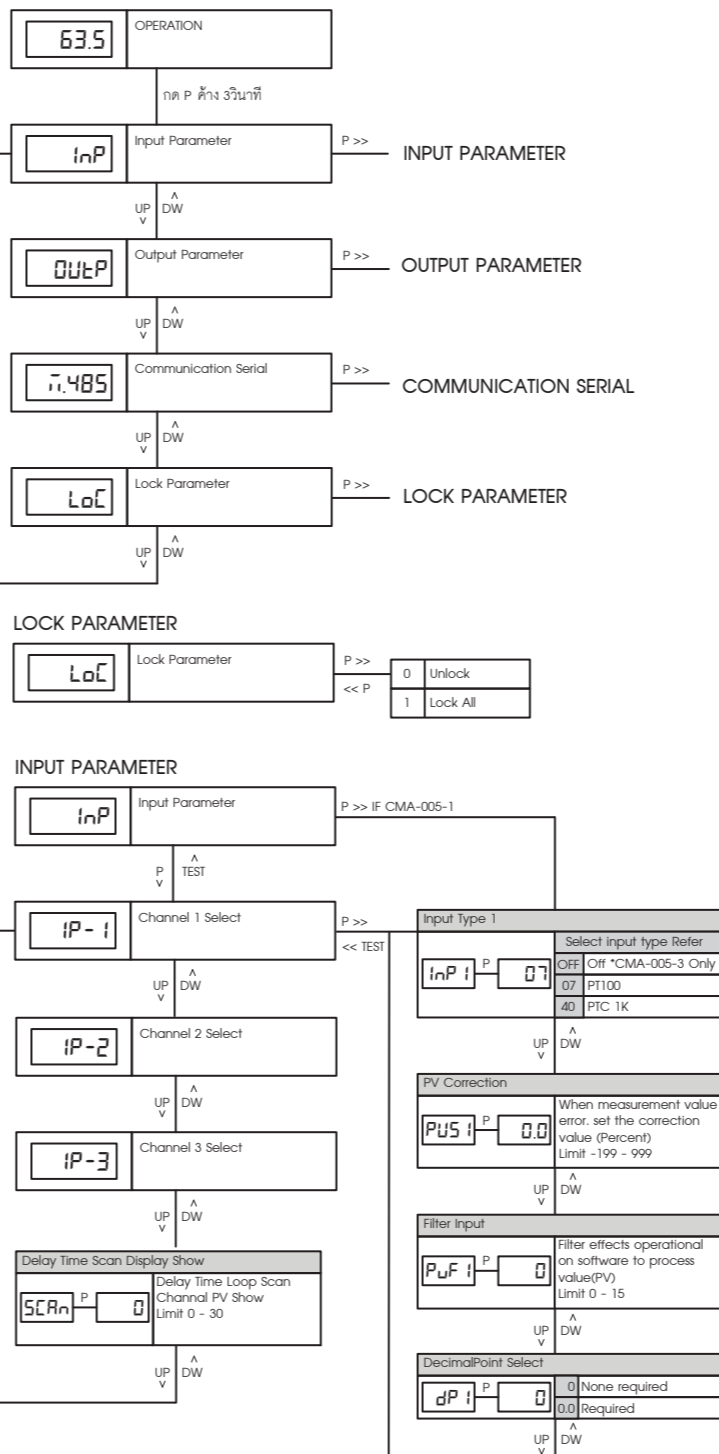 63.5 OPERATION
กด P ค้าง 3วินาที
InP Input Parameter P >> INPUT PARAMETER
UP DW
OUtP Output Parameter P >> OUTPUT PARAMETER
UP DW
n.485 Communication Serial P >> COMMUNICATION SERIAL
UP DW
LoC Lock Parameter P >> LOCK PARAMETER
UP DW
LOCK PARAMETER
LoC Lock Parameter P >> 0 Unlock
<< P 1 Lock All
INPUT PARAMETER
InP Input Parameter P >> IF CMA-005-1
P TEST
IP-1 Channel 1 Select P >>
<< TEST
UP DW
IP-2 Channel 2 Select
UP DW
IP-3 Channel 3 Select
UP DW
Delay Time Scan Display Show
SCAn P 0 Delay Time Loop Scan
Channal PV Show
Limit 0 - 30
UP DW
Input Type 1
Select input type Refer
InP1 P 07 OFF Off *CMA-005-3 Only
07 PT100
40 PTC 1K
UP DW
PV Correction
PUS1 P 0.0 When measurement value
error. set the correction
value (Percent)
Limit -199 - 999
UP DW
Filter Input
PuF1 P 0 Filter effects operational
on software to process
value(PV)
Limit 0 - 15
UP DW
DecimalPoint Select
dP1 P 0 0 None required
0.0 Required
UP DW